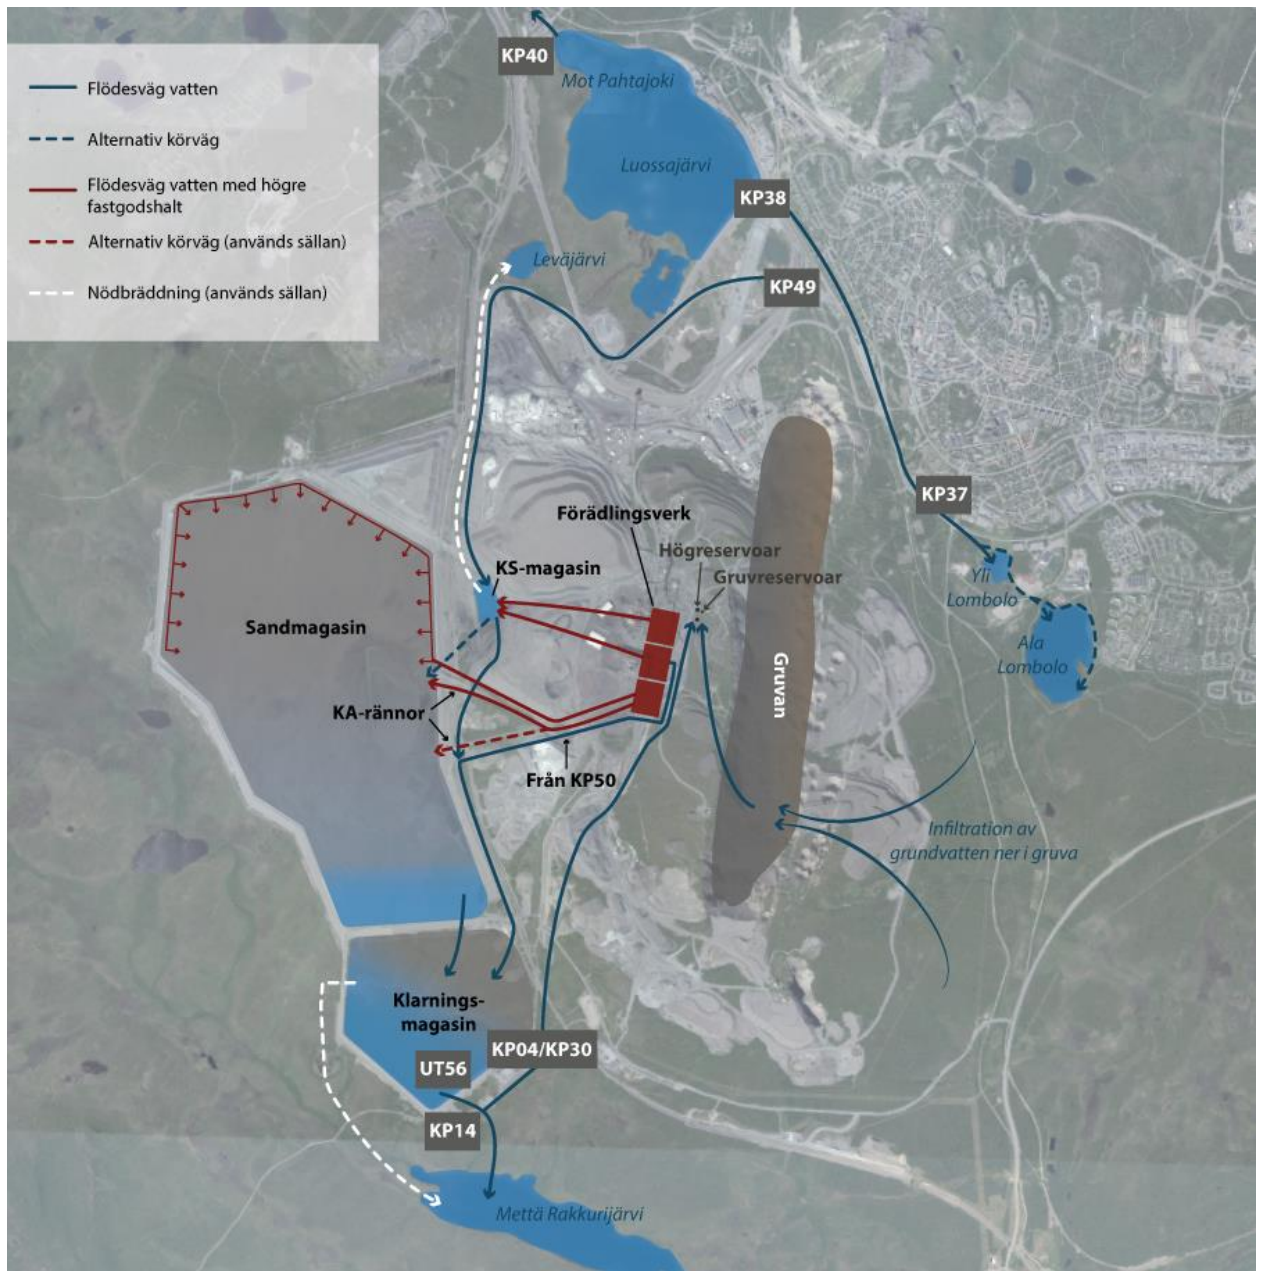 Flödesväg vatten
Alternativ körväg
Flödesväg vatten med högre
fastgodshalt
Alternativ körväg (används sällan)
Nödbräddning (används sällan)
KP40
Mot Pahtajoki
Luossajärvi
KP38
Leväjärvi
KP49
KP37
Förädlingsverk
Högreservoar
KS-magasin
Gruvreservoar
Yli
Lombolo
Sandmagasin
Ala
Lombolo
Gruvan
KA-rännor
Från KP50
Infiltration av
grundvatten ner i gruva
Klarnings-
magasin
KP04/KP30
UT56
KP14
Mettä Rakkurijärvi